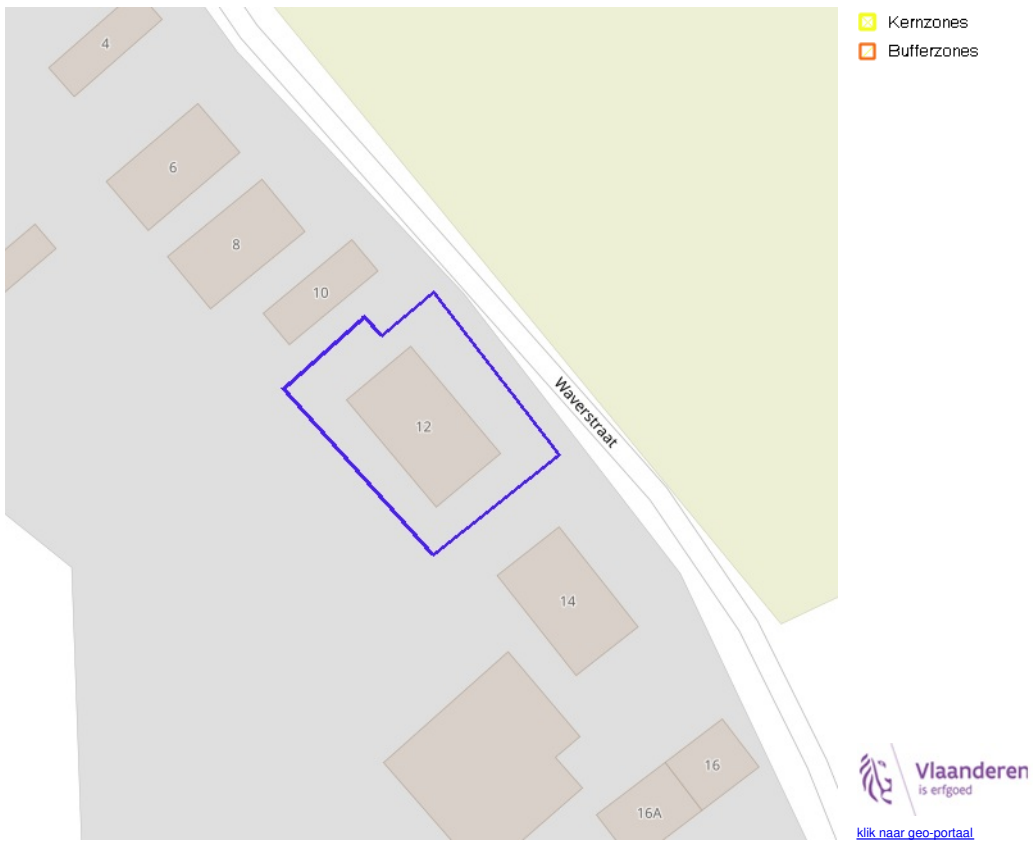 Kernzones
Bufferzones
4
6
8
10
12
Waverstraat
14
16
16A
Vlaanderen
is erfgoed
klik naar geo-portaal